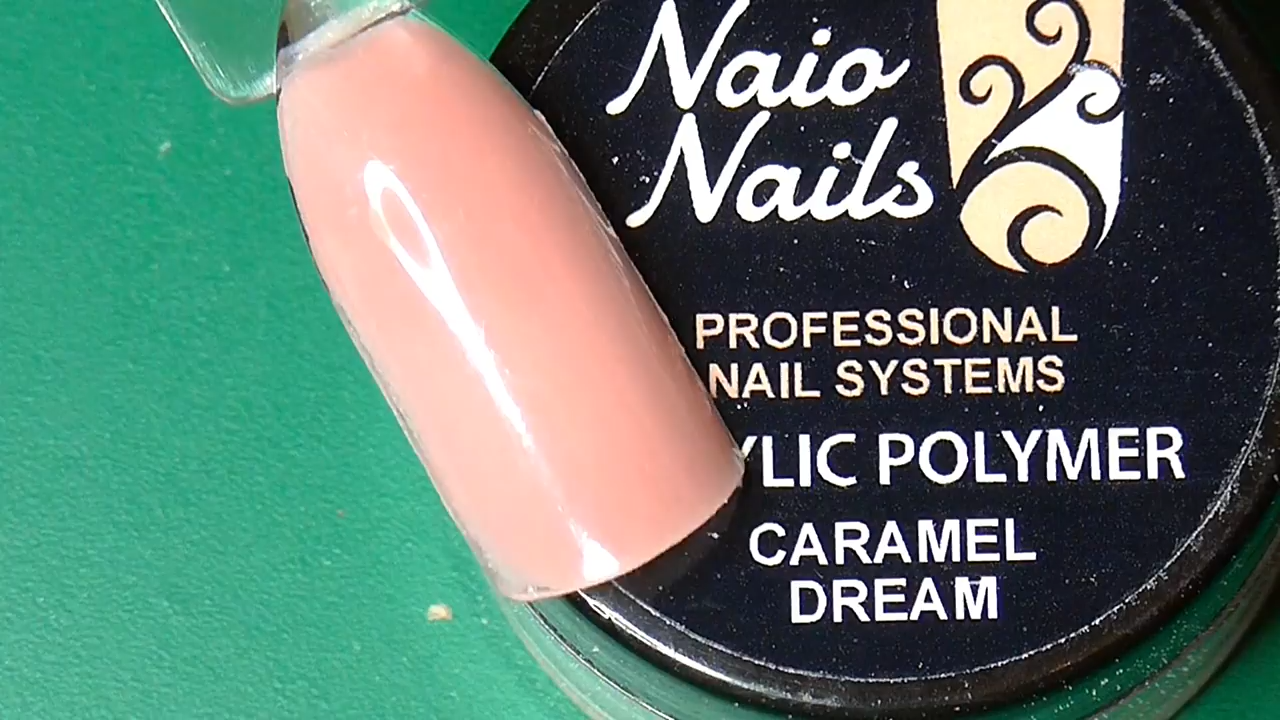 Naio
Nails
PROFESSIONAL
NAIL SYSTEMS
YLIC POLYMER
CARAMEL
DREAM